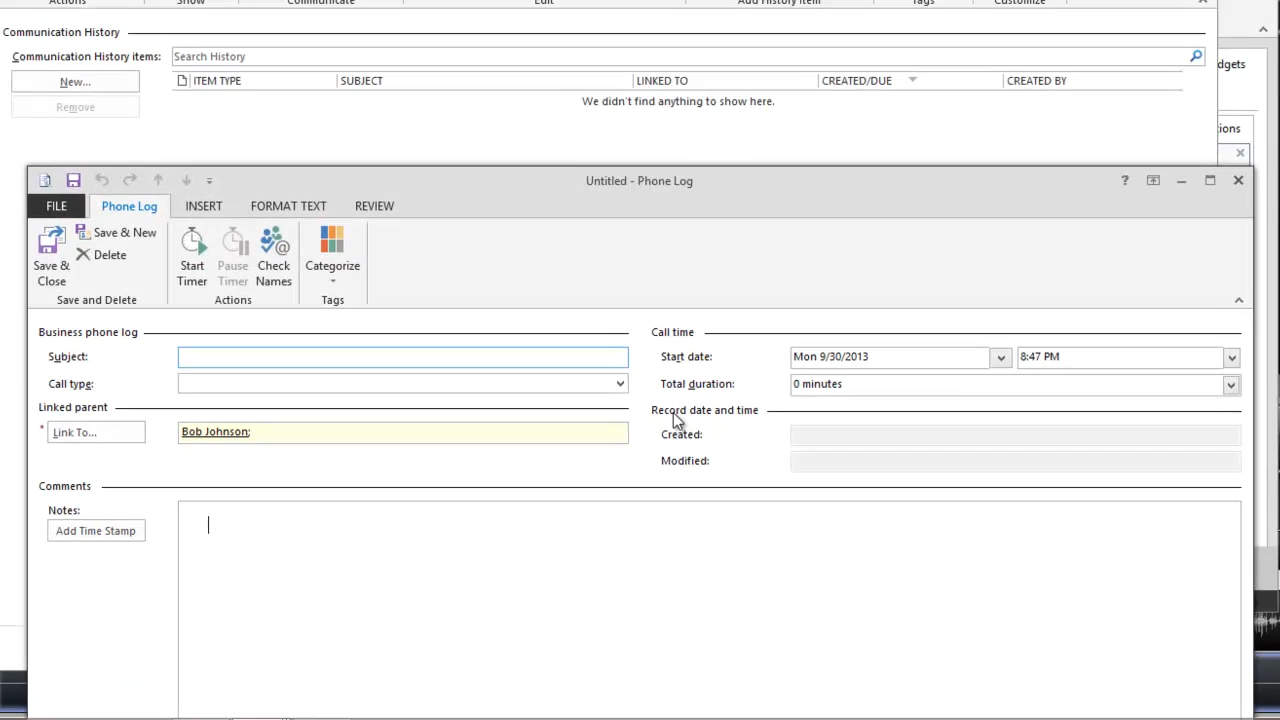 Actions Show Communicate Edit Add History Item Tags Customize
Communication History
Communication History items: Search History
dgets
New...
ITEM TYPE SUBJECT LINKED TO CREATED/DUE CREATED BY
Remove
We didn't find anything to show here.
tions
Untitled - Phone Log
FILE Phone Log INSERT FORMAT TEXT REVIEW
Save & Close
Save & New
Delete
Start Timer
Pause Timer
Check Names
Categorize
Save and Delete Actions Tags
Business phone log
Subject:
Call type:
Linked parent
* Link To... Bob Johnson;
Call time
Start date: Mon 9/30/2013 8:47 PM
Total duration: 0 minutes
Record date and time
Created:
Modified:
Comments
Notes:
Add Time Stamp